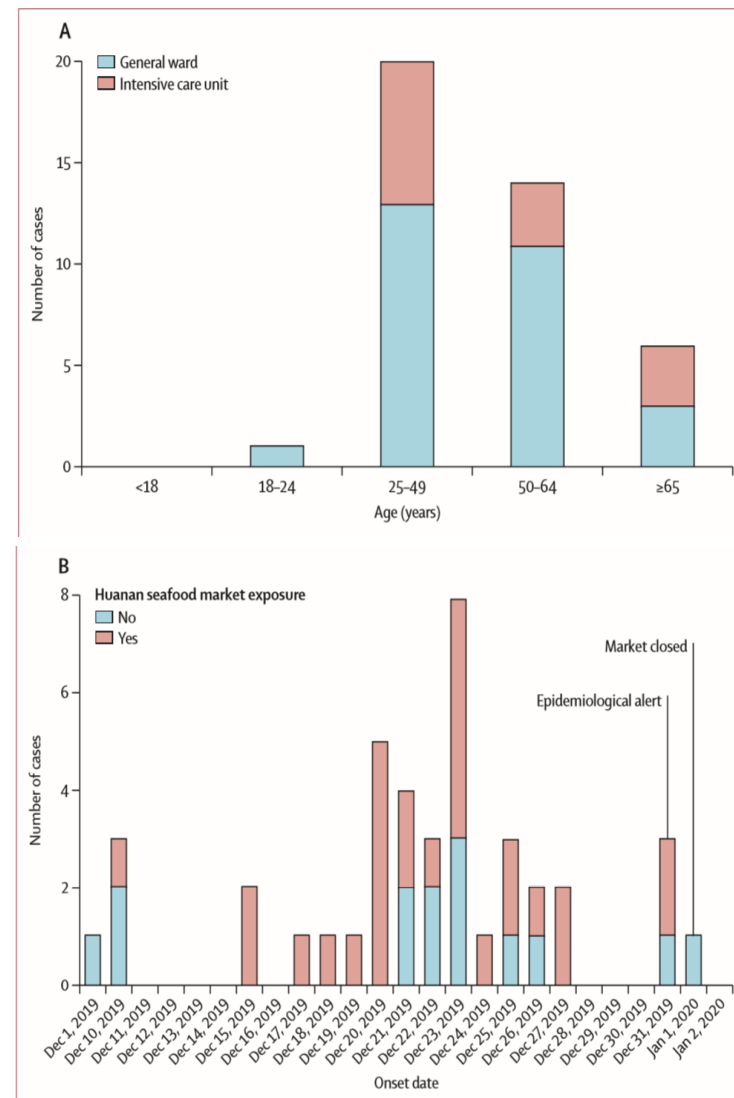 A
General ward
Intensive care unit
20
15
10
5
0
Number of cases
<18
18–24
25–49
50–64
≥65
Age (years)
B
Huanan seafood market exposure
No
Yes
Market closed
Epidemiological alert
8
6
4
2
0
Number of cases
Dec 1, 2019
Dec 10, 2019
Dec 11, 2019
Dec 12, 2019
Dec 13, 2019
Dec 14, 2019
Dec 15, 2019
Dec 16, 2019
Dec 17, 2019
Dec 18, 2019
Dec 19, 2019
Dec 20, 2019
Dec 21, 2019
Dec 22, 2019
Dec 23, 2019
Dec 24, 2019
Dec 25, 2019
Dec 26, 2019
Dec 27, 2019
Dec 28, 2019
Dec 29, 2019
Dec 30, 2019
Dec 31, 2019
Jan 1, 2020
Jan 2, 2020
Onset date